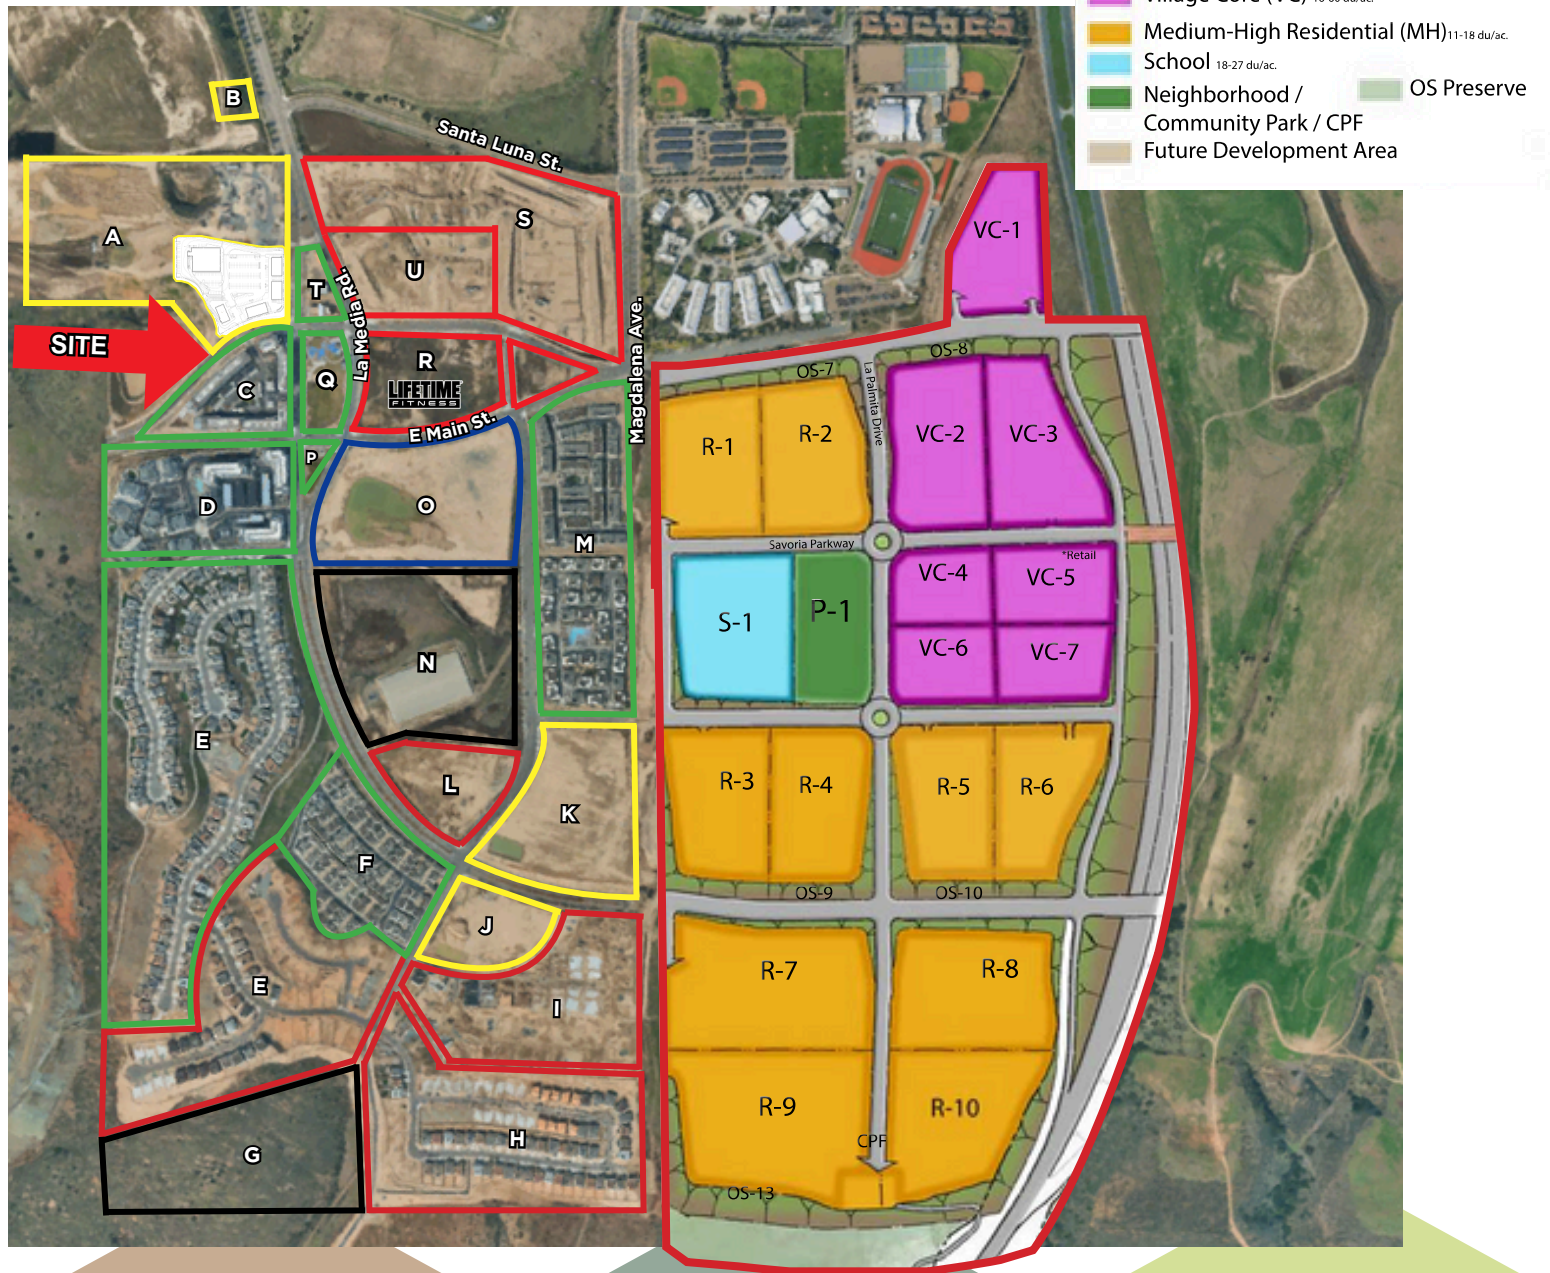 Village Core (VC)
Medium-High Residential (MH) 11-18 du/ac.
School 18-27 du/ac.
Neighborhood /
Community Park / CPF
OS Preserve
Future Development Area
B
Santa Luna St.
A
S
U
T
La Media Rd.
SITE
R
LIFETIME
FITNESS
Q
C
E Main St.
Magdalena Ave.
P
D
O
M
N
E
L
K
F
J
E
I
H
G
VC-1
OS-8
OS-7
La Palmita Drive
R-1
R-2
VC-2
VC-3
Savoria Parkway
*Retail
VC-4
VC-5
S-1
P-1
VC-6
VC-7
R-3
R-4
R-5
R-6
OS-9
OS-10
R-7
R-8
R-9
R-10
CPF
OS-13